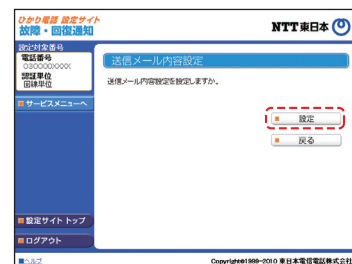 ひかり電話 設定サイト
故障・回復通知
NTT東日本
設定対象番号
電話番号
030000XXXX
認証単位
回線単位
サービスメニューへ
送信メール内容設定
送信メール内容設定を設定しますか。
設定
戻る
設定サイト トップ
ログアウト
ヘルプ
Copyright©1999-2010 東日本電信電話株式会社